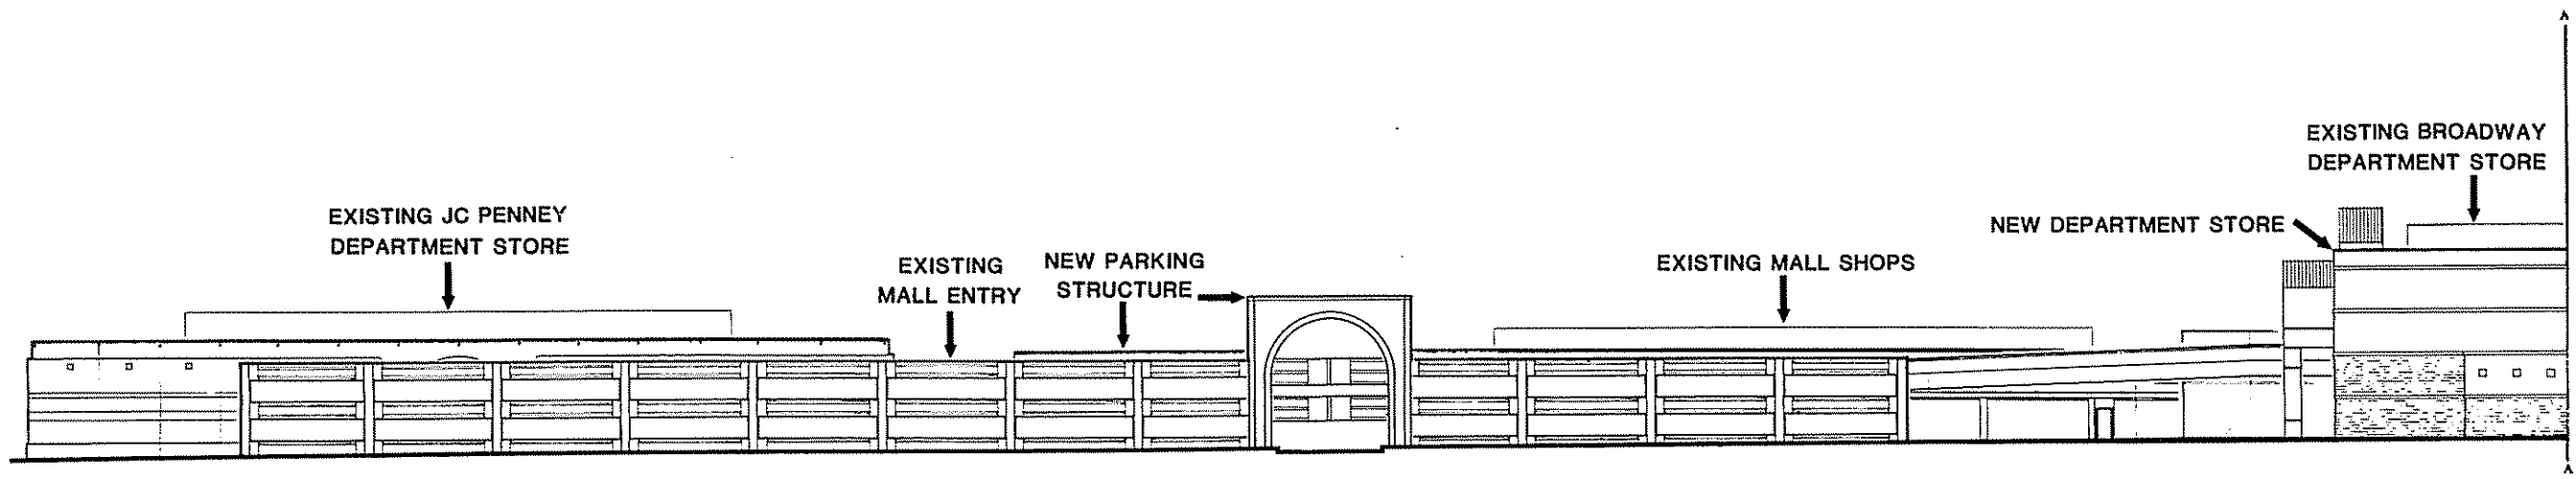 EXISTING JC PENNEY
DEPARTMENT STORE
EXISTING
MALL ENTRY
NEW PARKING
STRUCTURE
EXISTING MALL SHOPS
NEW DEPARTMENT STORE
EXISTING BROADWAY
DEPARTMENT STORE
A
A